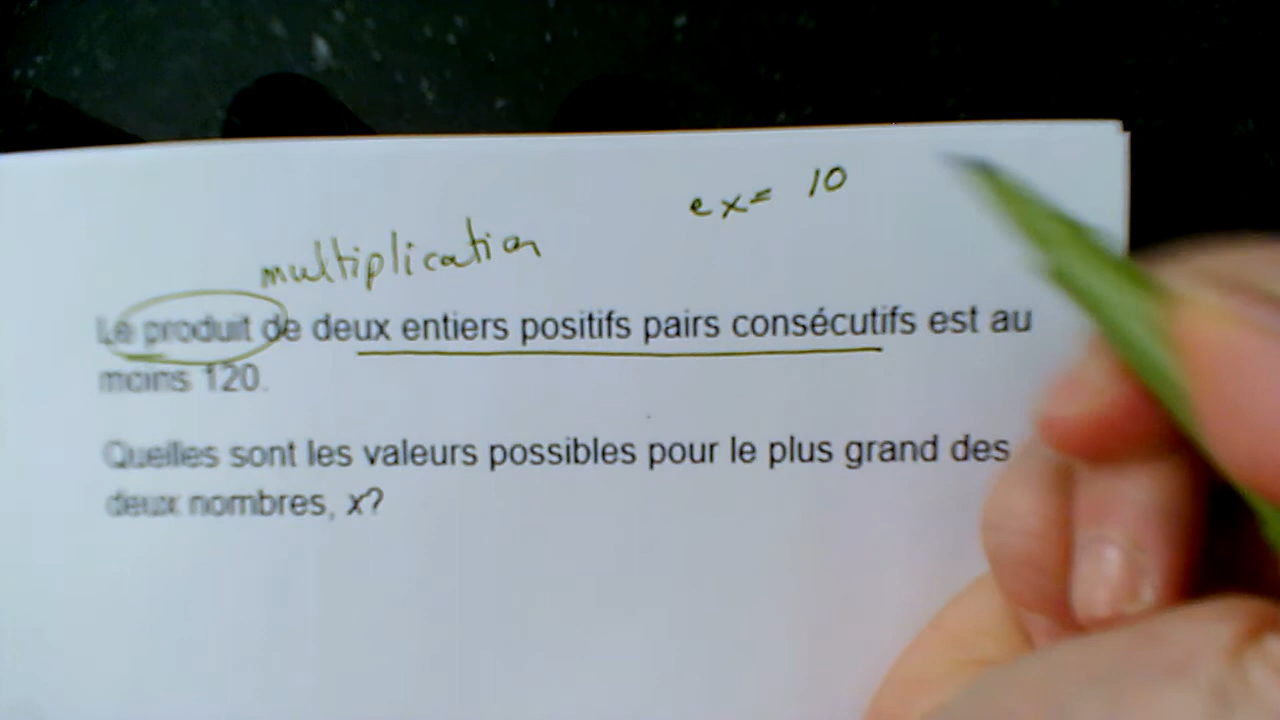 ex= 10
multiplication
Le produit de deux entiers positifs pairs consécutifs est au
moins 120.
Quelles sont les valeurs possibles pour le plus grand des
deux nombres, x?